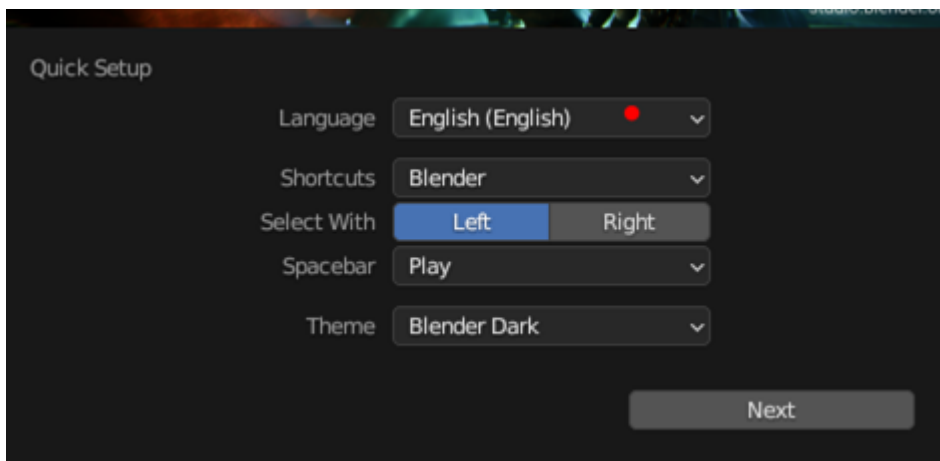 Quick Setup
Language English (English)
Shortcuts Blender
Select With Left Right
Spacebar Play
Theme Blender Dark
Next